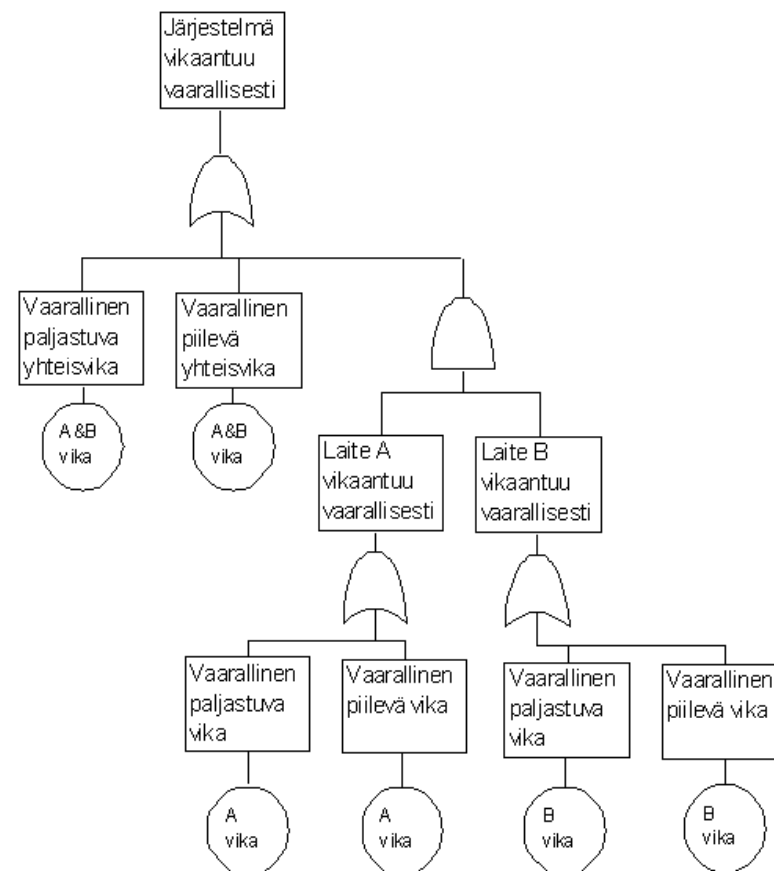 Järjestelmä
vikaantuu
vaarallisesti
Vaarallinen
paljastuva
yhteisvika
Vaarallinen
piilevä
yhteisvika
A&B
vika
A&B
vika
Laite A
vikaantuu
vaarallisesti
Laite B
vikaantuu
vaarallisesti
Vaarallinen
paljastuva
vika
Vaarallinen
piilevä vika
Vaarallinen
paljastuva
vika
Vaarallinen
piilevä vika
A
vika
A
vika
B
vika
B
vika